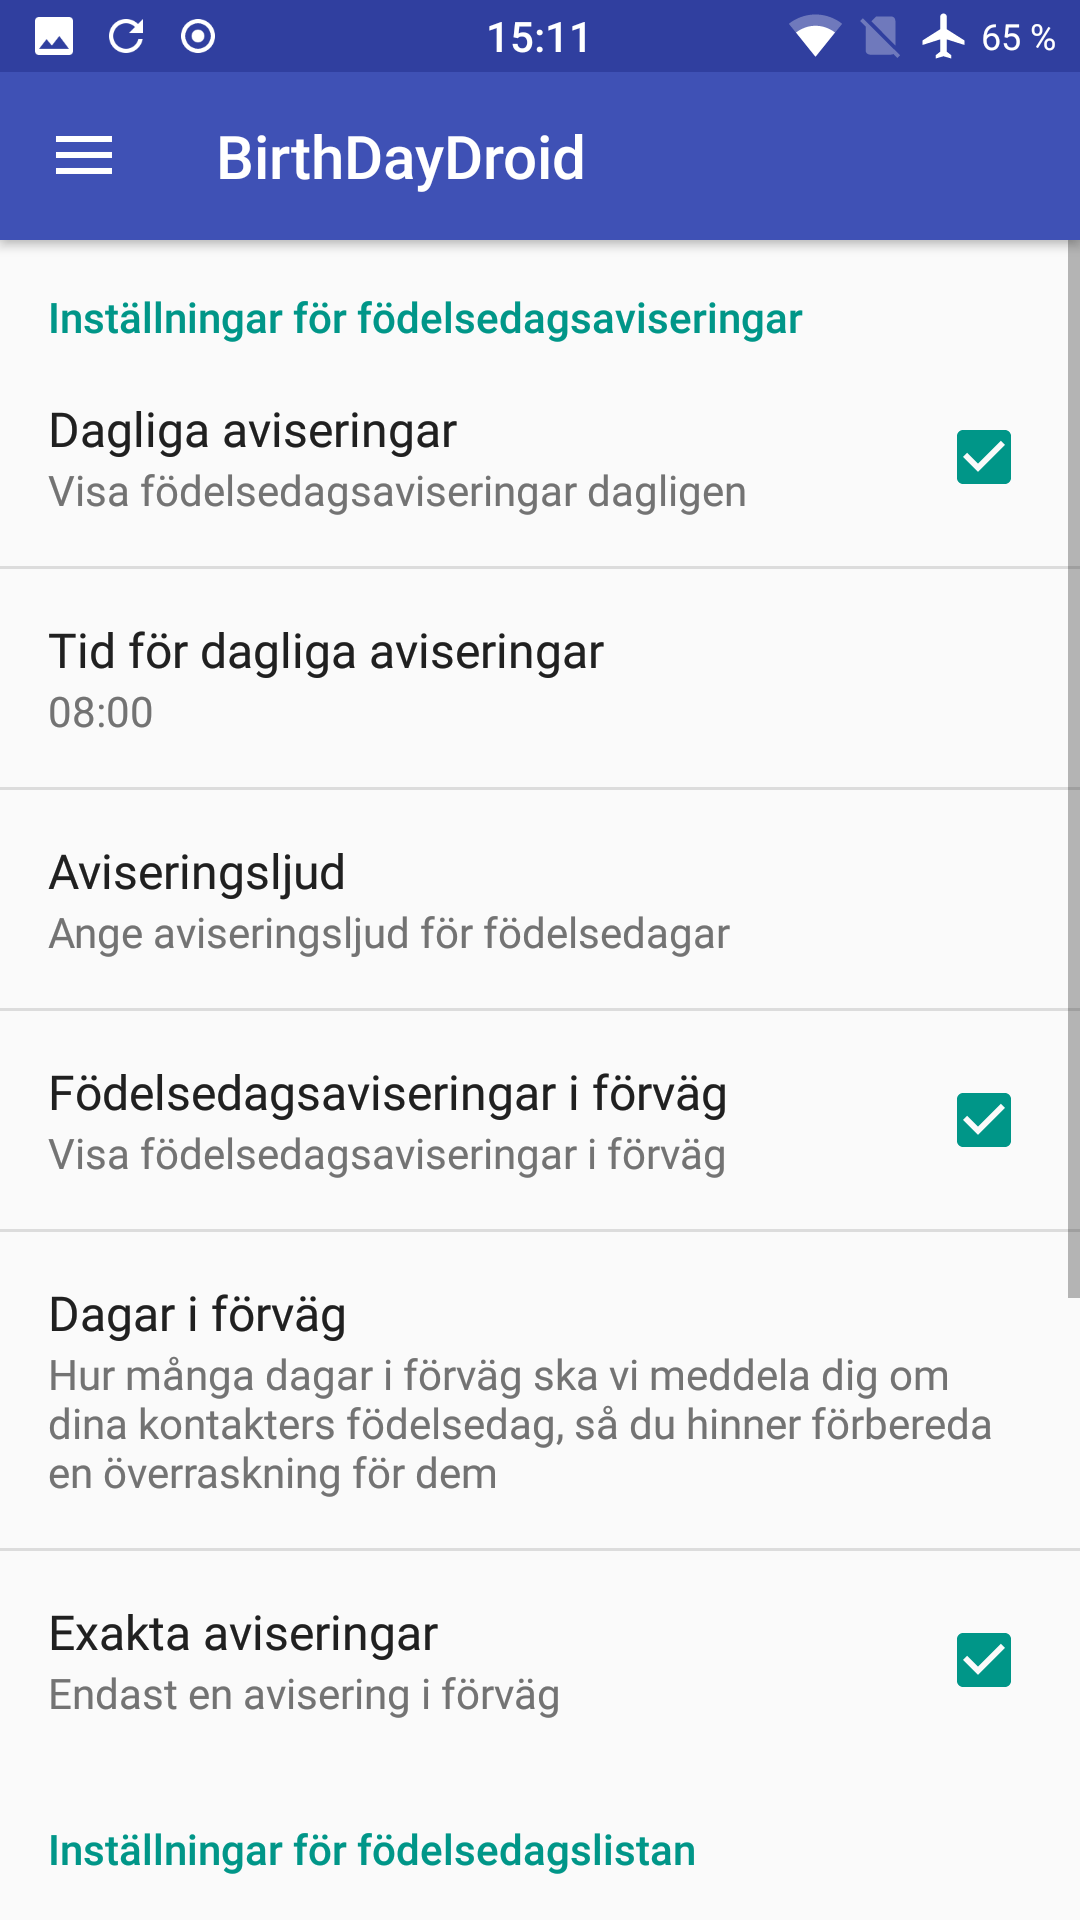 15:11
65 %
BirthDayDroid
Inställningar för födelsedagsaviseringar
Dagliga aviseringar
Visa födelsedagsaviseringar dagligen
Tid för dagliga aviseringar
08:00
Aviseringsljud
Ange aviseringsljud för födelsedagar
Födelsedagsaviseringar i förväg
Visa födelsedagsaviseringar i förväg
Dagar i förväg
Hur många dagar i förväg ska vi meddela dig om
dina kontakters födelsedag, så du hinner förbereda
en överraskning för dem
Exakta aviseringar
Endast en avisering i förväg
Inställningar för födelsedagslistan